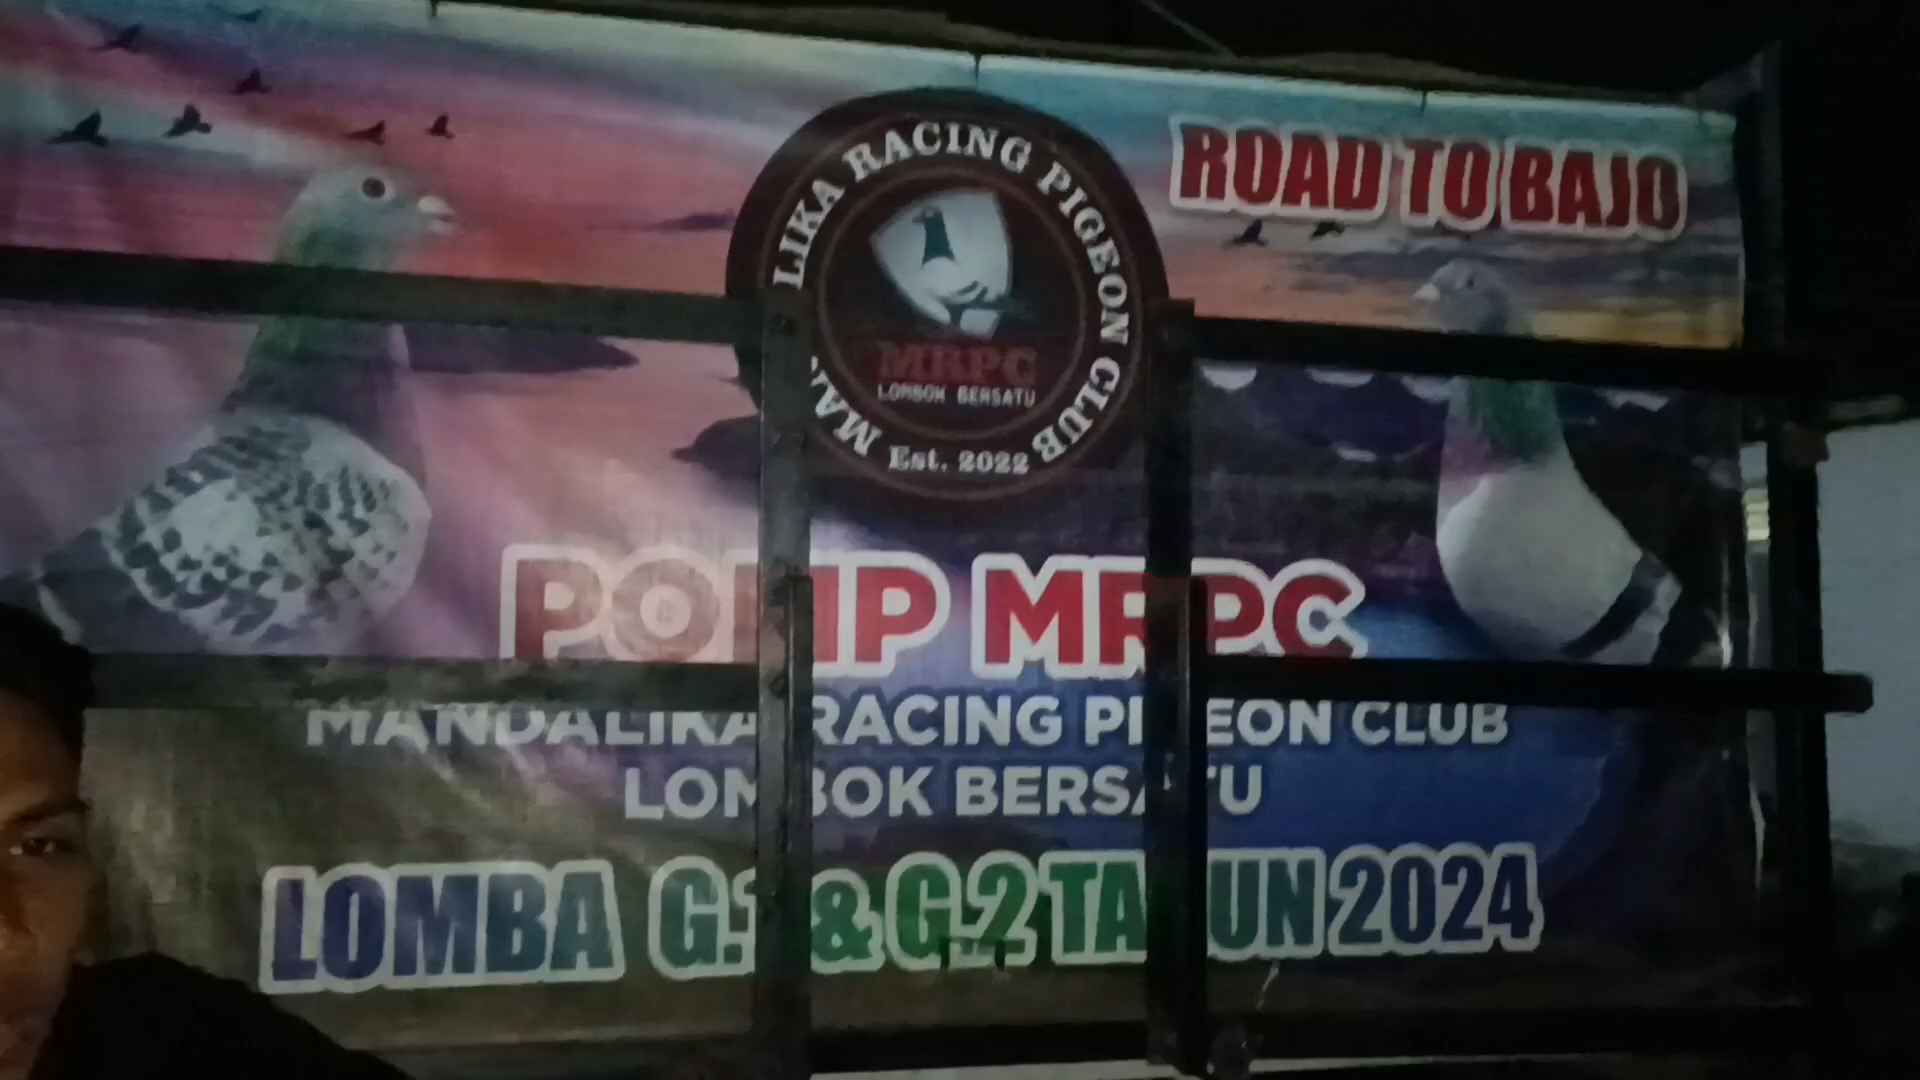 ROAD TO BAJO
MANDALIKA RACING PIGEON CLUB
MRPC
LOMBOK BERSATU
Est. 2022
MRPC
MANDALIKA RACING PIGEON CLUB
LOMBOK BERSATU
LOMBA G.1 & G.2 TAHUN 2024